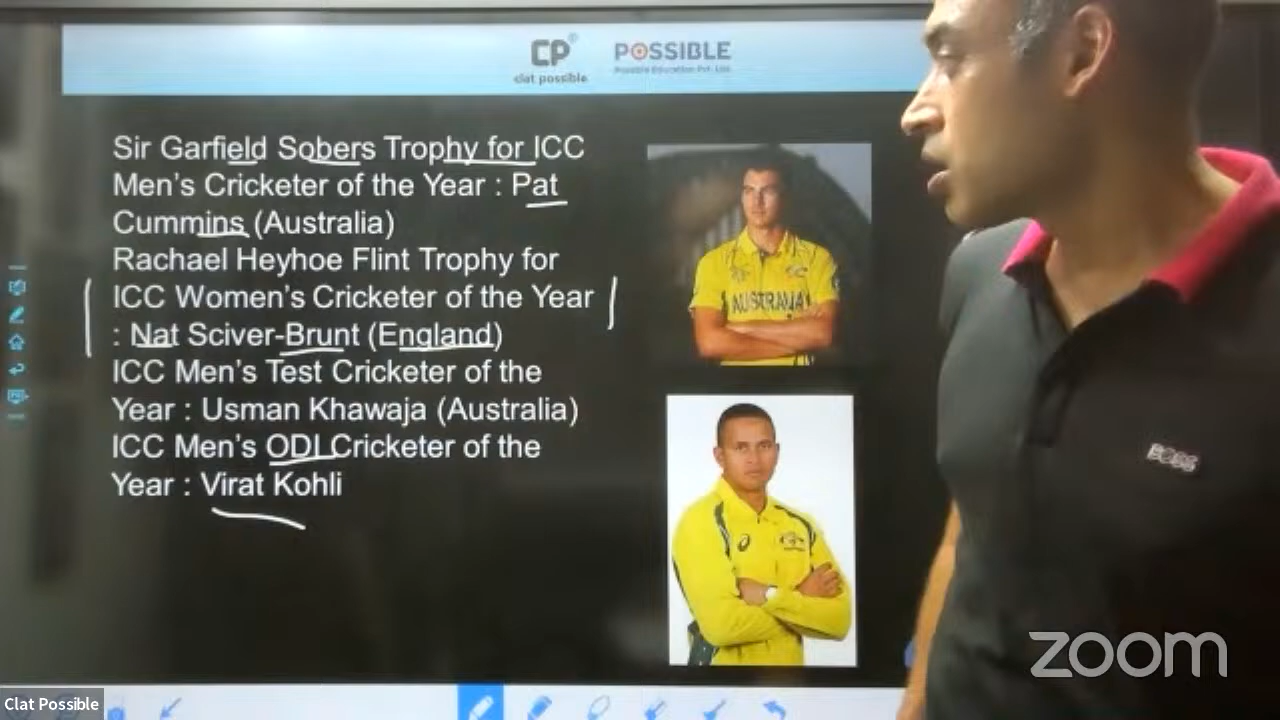 CP
clat possible
POSSIBLE
Possible Education Pvt. Ltd.
Sir Garfield Sobers Trophy for ICC
Men's Cricketer of the Year : Pat
Cummins (Australia)
Rachael Heyhoe Flint Trophy for
ICC Women's Cricketer of the Year
: Nat Sciver-Brunt (England)
ICC Men's Test Cricketer of the
Year : Usman Khawaja (Australia)
ICC Men's ODI Cricketer of the
Year : Virat Kohli
AUSTRALIA
BOSS
zoom
Clat Possible